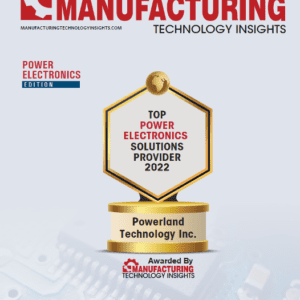 MANUFACTURING
MANUFACTURINGTECHNOLOGYINSIGHTS.COM
TECHNOLOGY INSIGHTS
POWER
ELECTRONICS
EDITION
TOP
POWER
ELECTRONICS
SOLUTIONS
PROVIDER
2022
Powerland
Technology Inc.
Awarded By
MANUFACTURING
TECHNOLOGY INSIGHTS